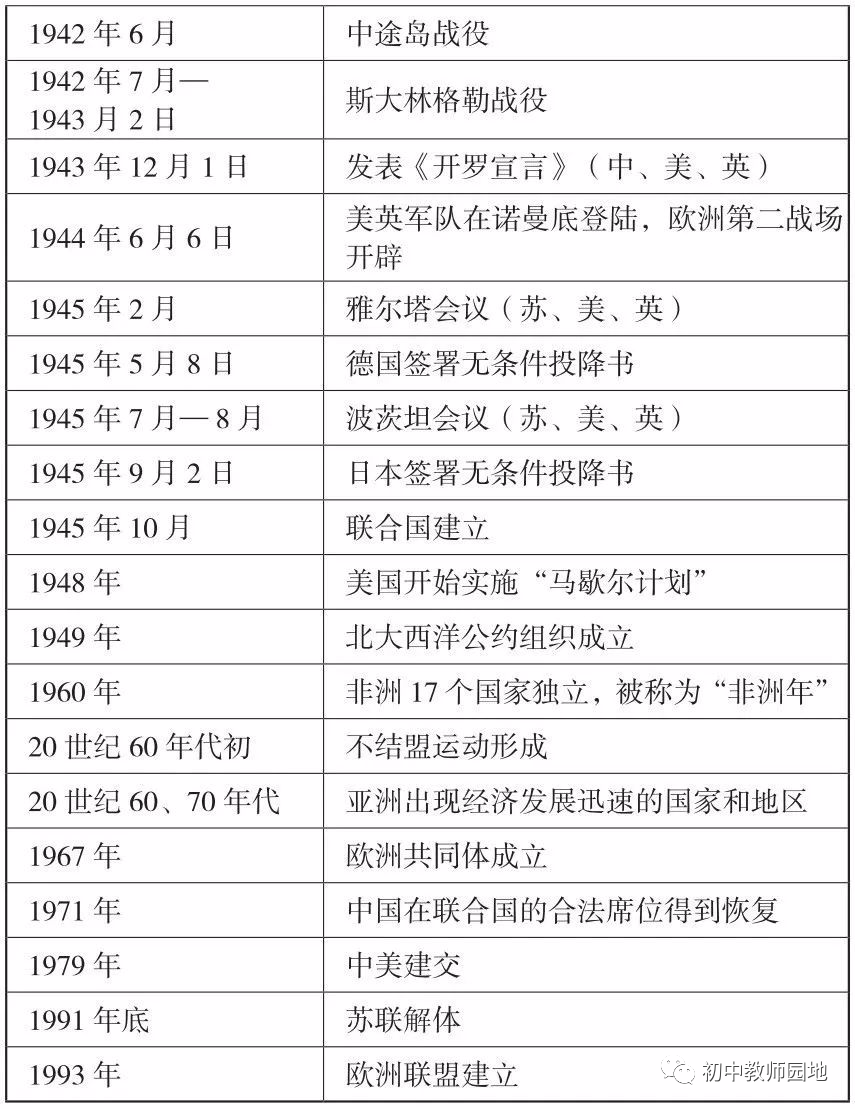 1942 年 6 月 中途岛战役
1942 年 7 月—
1943 月 2 日 斯大林格勒战役
1943 年 12 月 1 日 发表《开罗宣言》（中、美、英）
1944 年 6 月 6 日 美英军队在诺曼底登陆，欧洲第二战场
开辟
1945 年 2 月 雅尔塔会议（苏、美、英）
1945 年 5 月 8 日 德国签署无条件投降书
1945 年 7 月— 8 月 波茨坦会议（苏、美、英）
1945 年 9 月 2 日 日本签署无条件投降书
1945 年 10 月 联合国建立
1948 年 美国开始实施“马歇尔计划”
1949 年 北大西洋公约组织成立
1960 年 非洲 17 个国家独立，被称为“非洲年”
20 世纪 60 年代初 不结盟运动形成
20 世纪 60、70 年代 亚洲出现经济发展迅速的国家和地区
1967 年 欧洲共同体成立
1971 年 中国在联合国的合法席位得到恢复
1979 年 中美建交
1991 年底 苏联解体
1993 年 欧洲联盟建立
初中教师园地